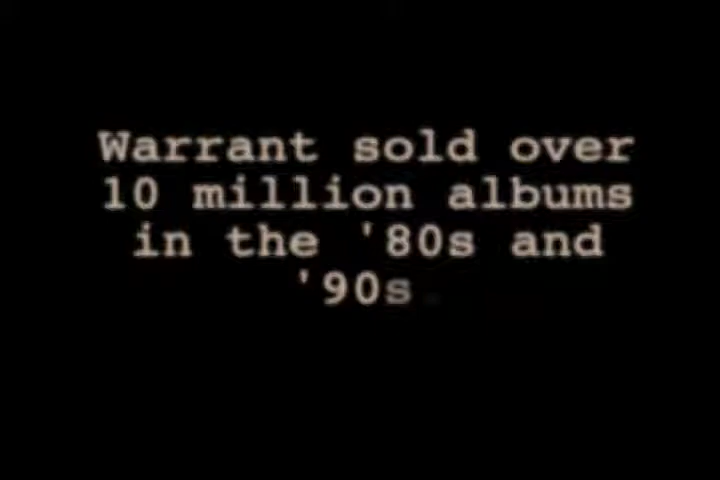 Warrant sold over
10 million albums
in the '80s and
'90s.